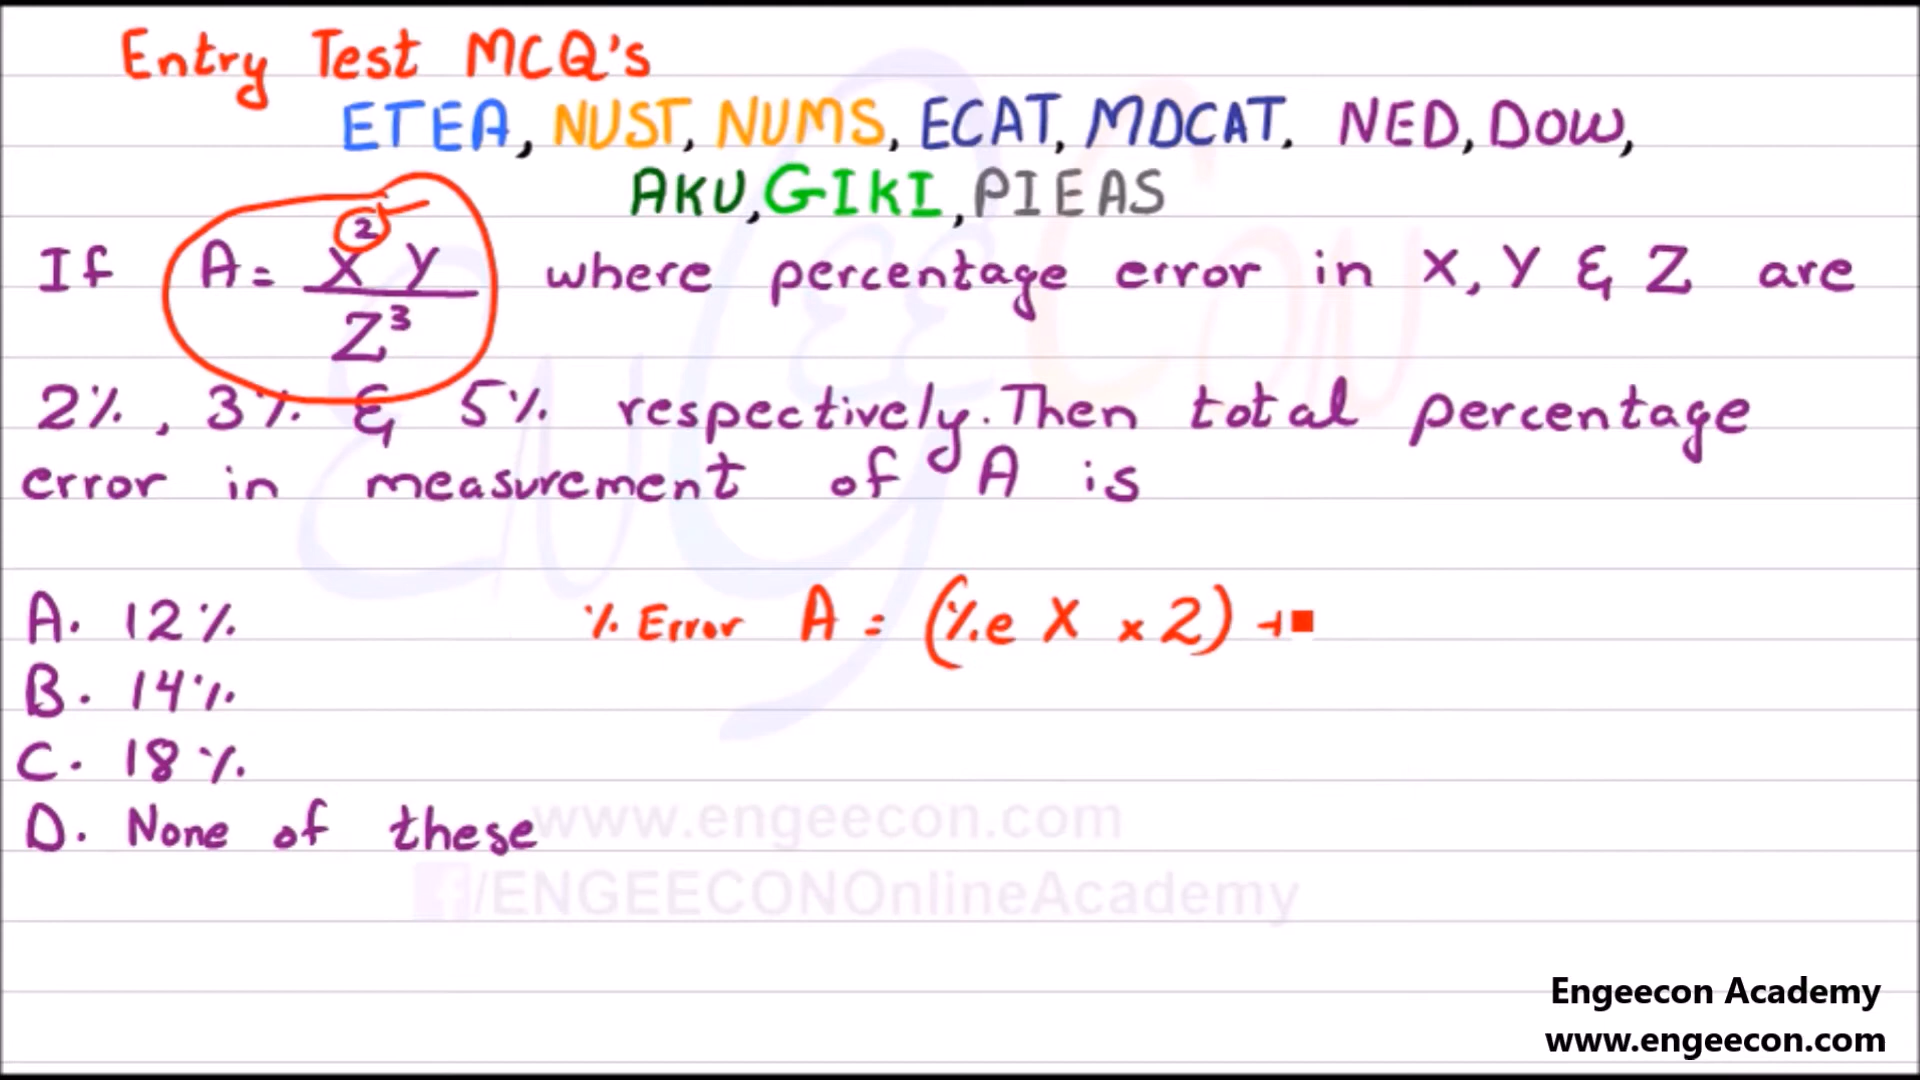 Entry Test MCQ's
ETEA, NUST, NUMS, ECAT, MDCAT, NED, DOW,
AKU, GIKI, PIEAS
If A = X² Y / Z³ where percentage error in X, Y & Z are
2%, 3% & 5% respectively. Then total percentage
error in measurement of A is
A. 12%
% Error A = (%e X × 2) +
B. 14%
C. 18%
D. None of these
www.engeecon.com
f/ENGEECONOnlineAcademy
EnGeeCon
Engeecon Academy
www.engeecon.com